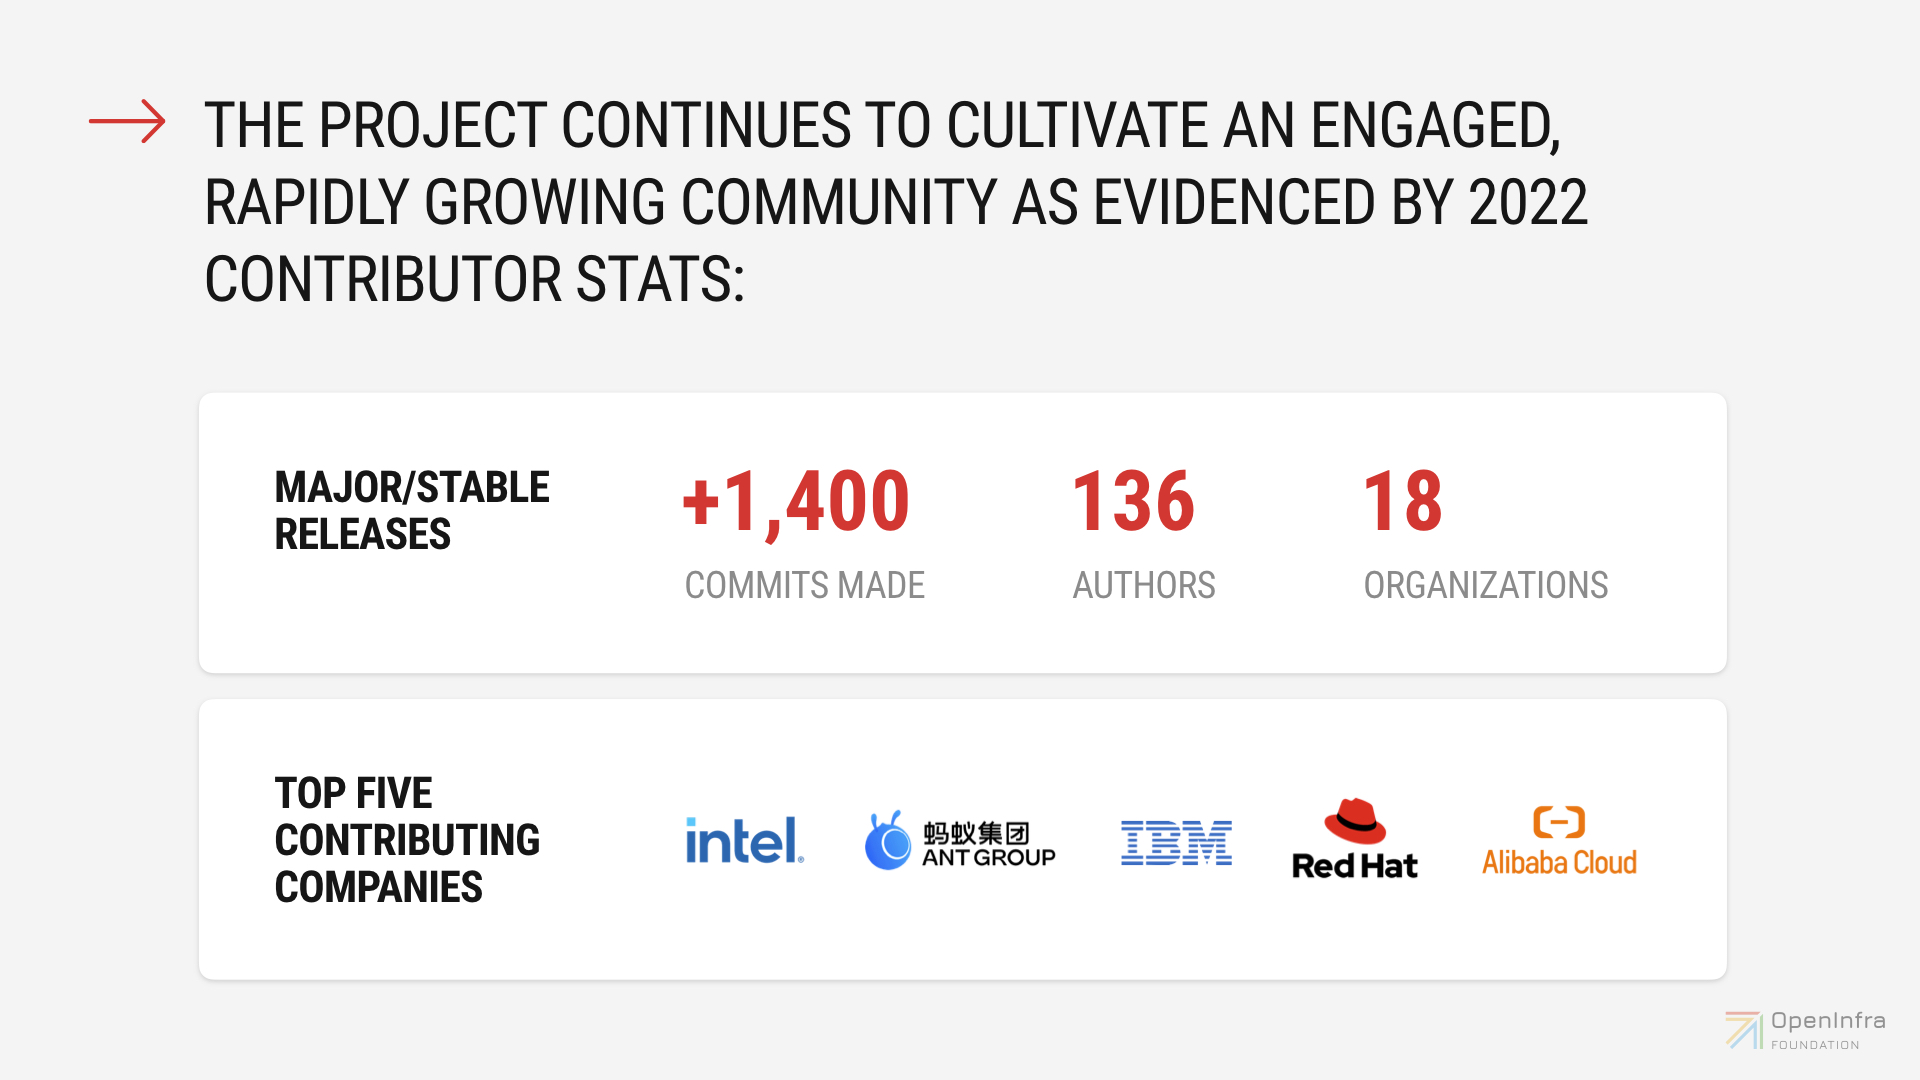 THE PROJECT CONTINUES TO CULTIVATE AN ENGAGED,
RAPIDLY GROWING COMMUNITY AS EVIDENCED BY 2022
CONTRIBUTOR STATS:
MAJOR/STABLE
RELEASES
+1,400
COMMITS MADE
136
AUTHORS
18
ORGANIZATIONS
TOP FIVE
CONTRIBUTING
COMPANIES
intel®
蚂蚁集团
ANT GROUP
IBM
Red Hat
Alibaba Cloud
OpenInfra
FOUNDATION